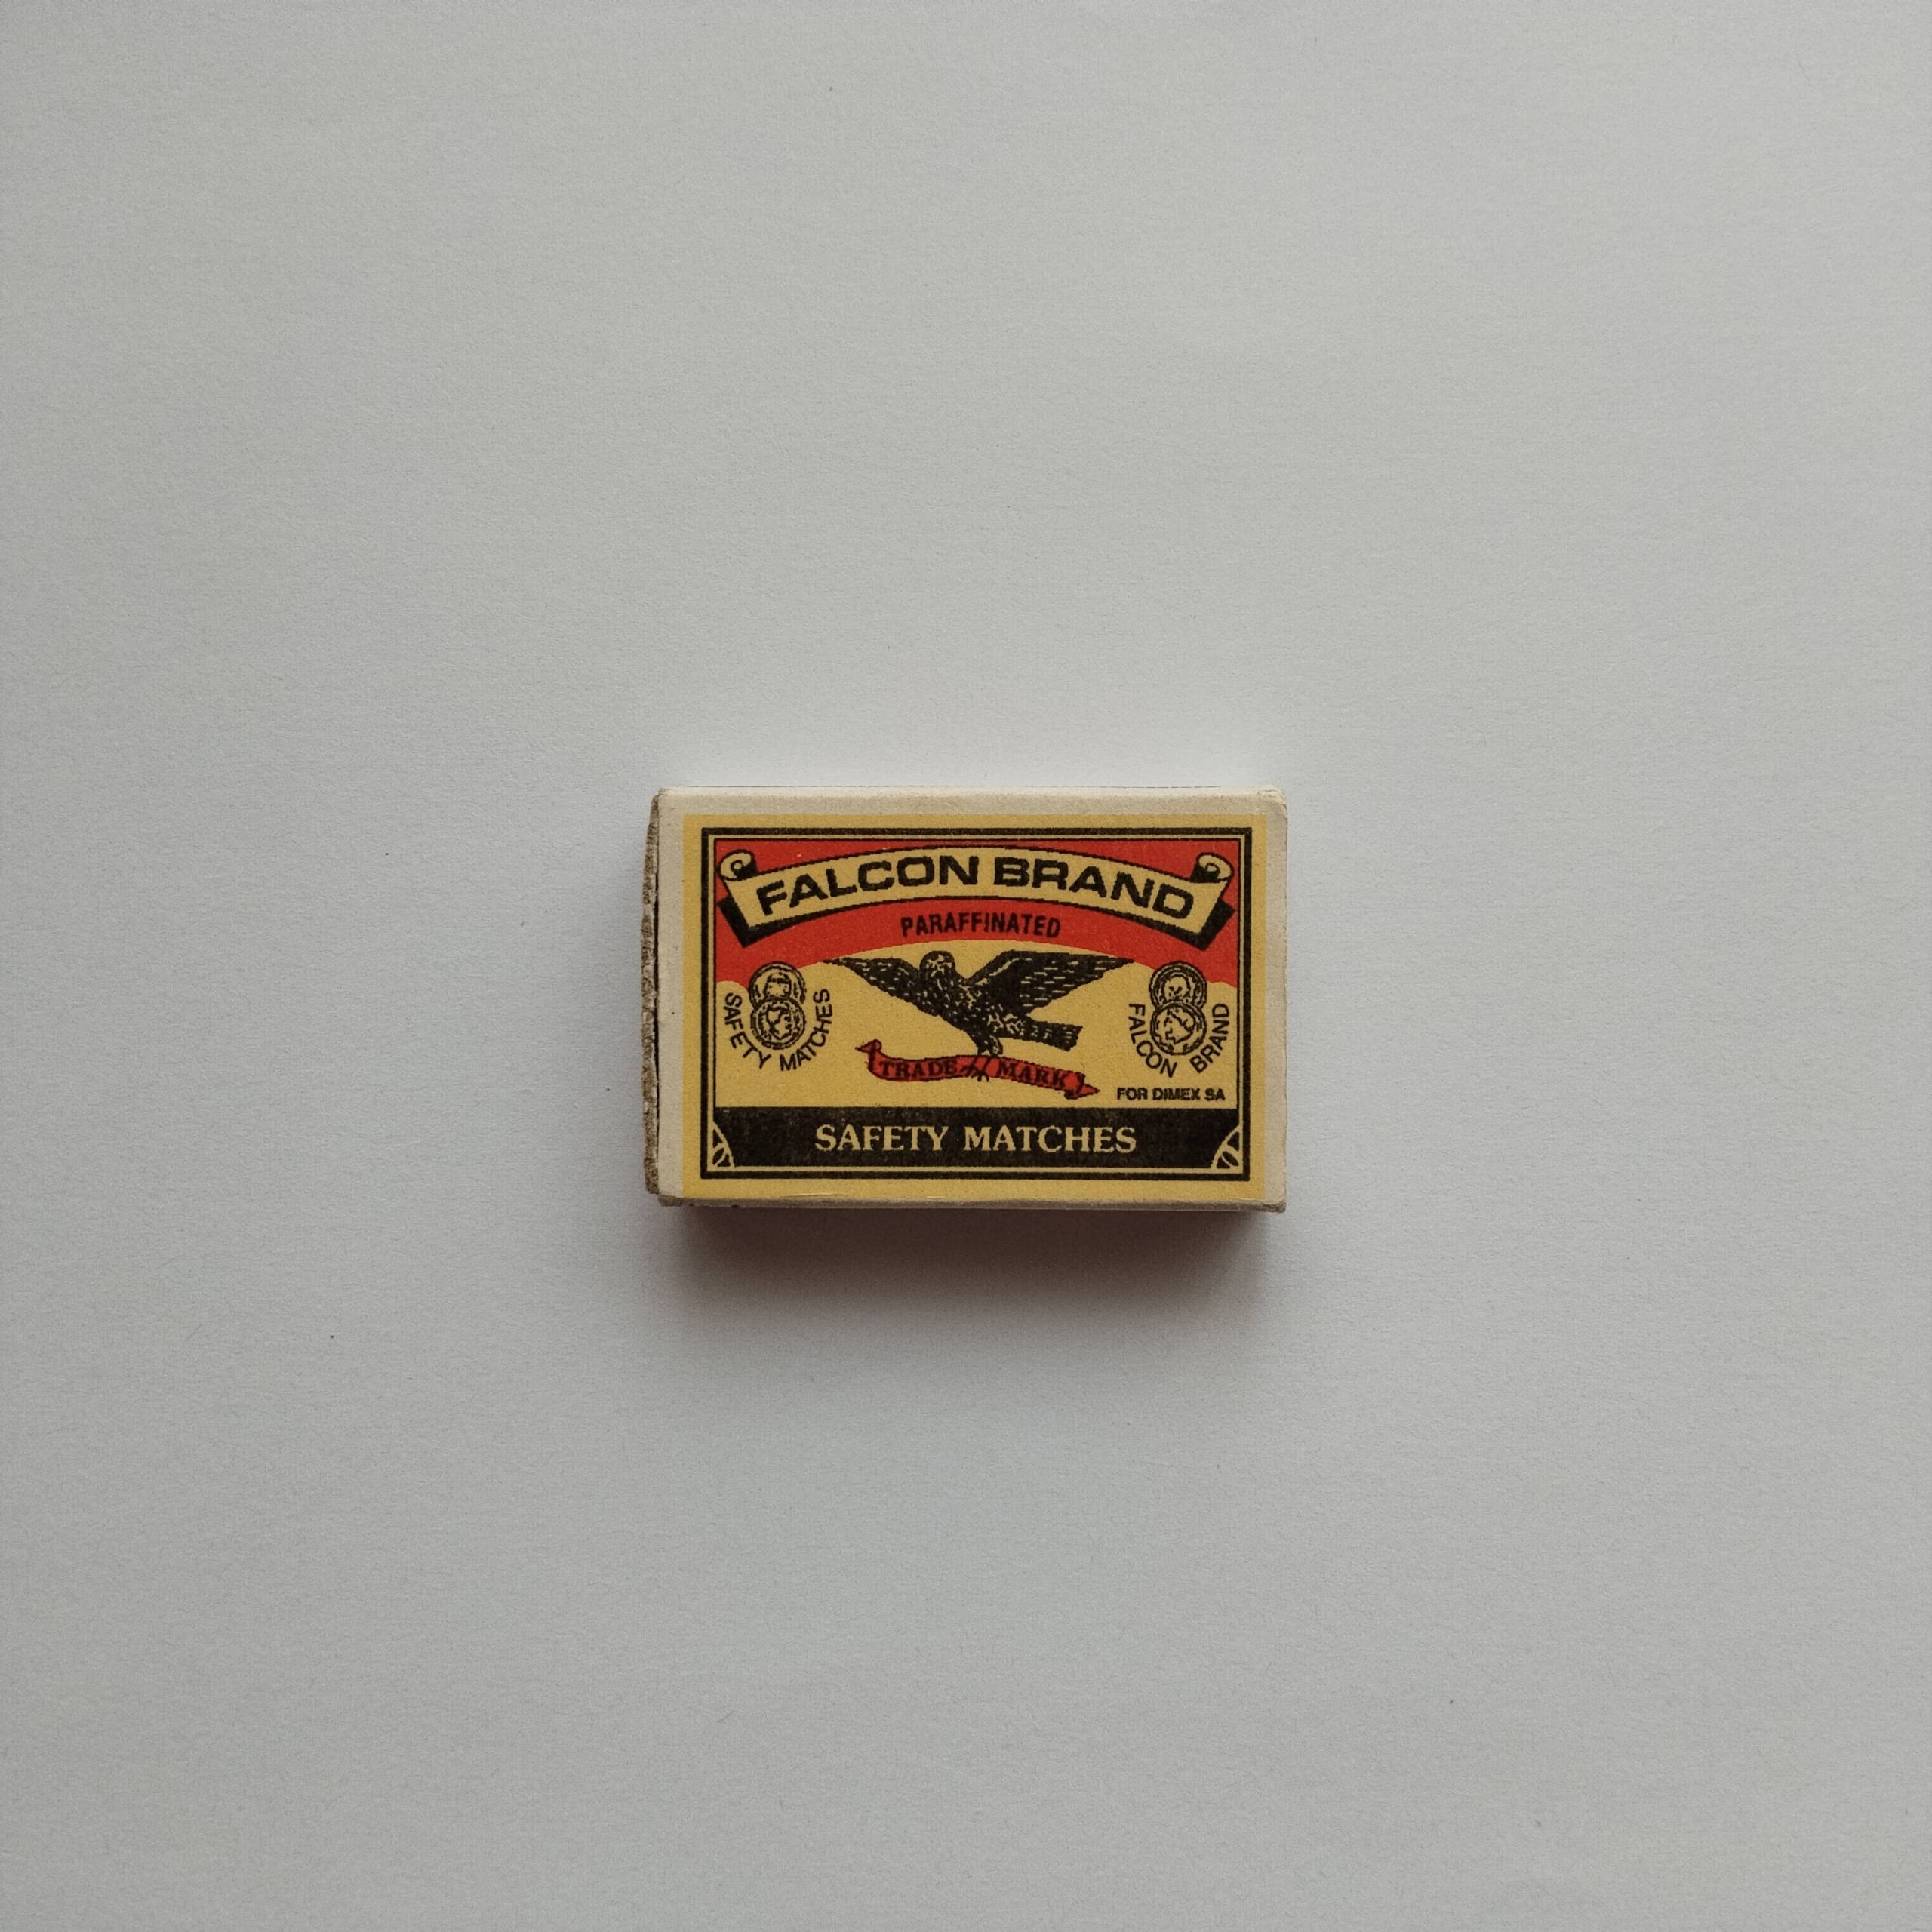 FALCON BRAND
PARAFFINATED
SAFETY MATCHES
FALCON BRAND
TRADE MARK
FOR DIMEX SA
SAFETY MATCHES